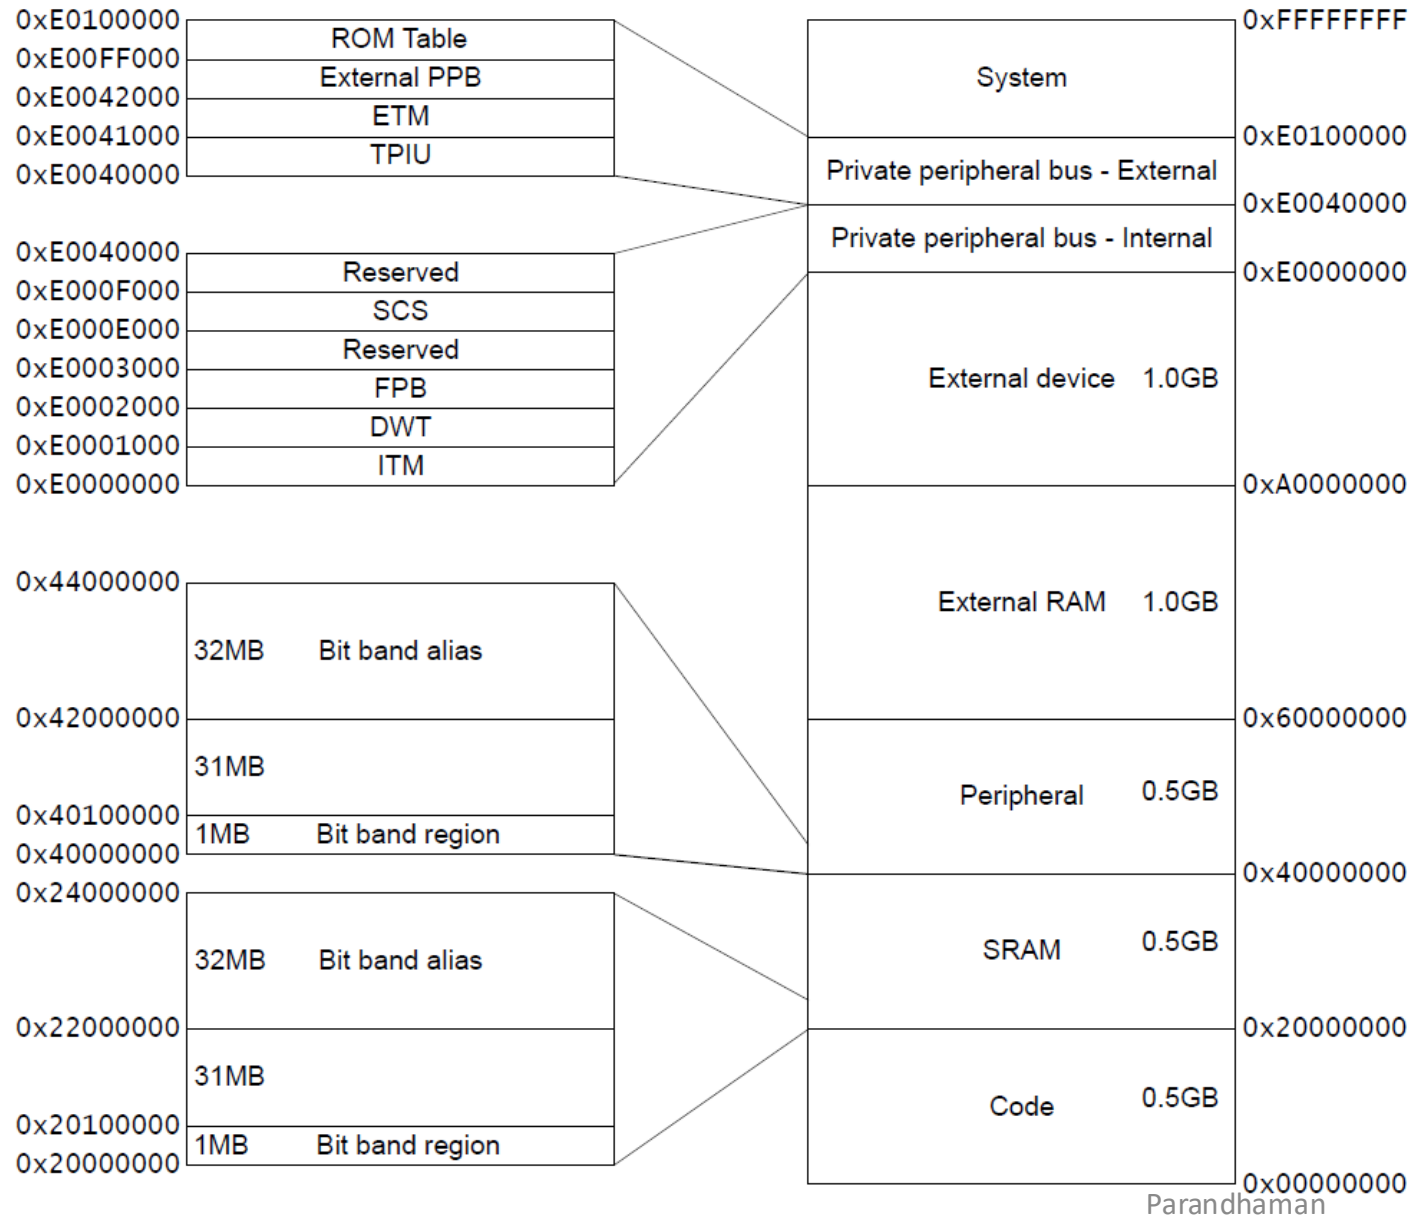 0xE0100000
ROM Table
0xE00FF000
External PPB
0xE0042000
ETM
0xE0041000
TPIU
0xE0040000
0xE0040000
Reserved
0xE000F000
SCS
0xE000E000
Reserved
0xE0003000
FPB
0xE0002000
DWT
0xE0001000
ITM
0xE0000000
0x44000000
32MB Bit band alias
0x42000000
31MB
0x40100000
1MB Bit band region
0x40000000
0x24000000
32MB Bit band alias
0x22000000
31MB
0x20100000
1MB Bit band region
0x20000000
0xFFFFFFFF
System
0xE0100000
Private peripheral bus - External
0xE0040000
Private peripheral bus - Internal
0xE0000000
External device 1.0GB
0xA0000000
External RAM 1.0GB
0x60000000
Peripheral 0.5GB
0x40000000
SRAM 0.5GB
0x20000000
Code 0.5GB
0x00000000
Parandhaman